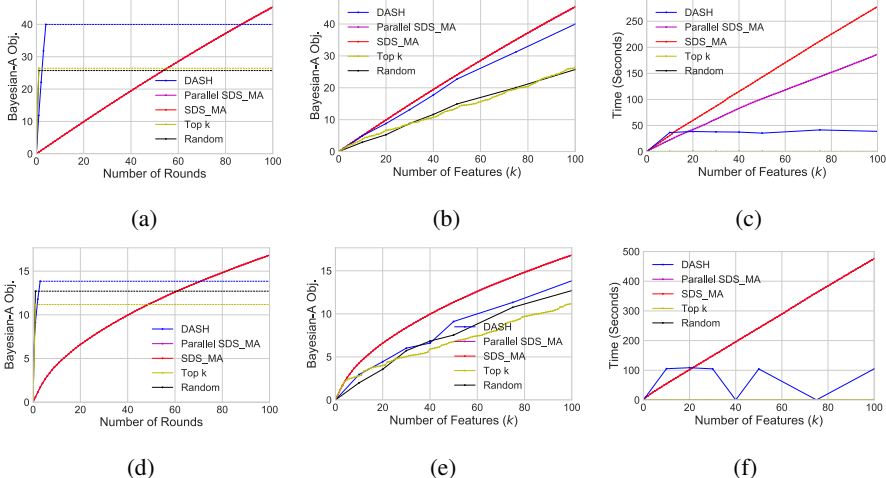 40
30
20
10
0
Bayesian-A Obj.
DASH
Parallel SDS_MA
SDS_MA
Top k
Random
0 20 40 60 80 100
Number of Rounds
(a)
40
30
20
10
0
Bayesian-A Obj.
DASH
Parallel SDS_MA
SDS_MA
Top k
Random
0 20 40 60 80 100
Number of Features (k)
(b)
250
200
150
100
50
0
Time (Seconds)
DASH
Parallel SDS_MA
SDS_MA
Top k
Random
0 20 40 60 80 100
Number of Features (k)
(c)
15
10
5
0
Bayesian-A Obj.
DASH
Parallel SDS_MA
SDS_MA
Top k
Random
0 20 40 60 80 100
Number of Rounds
(d)
15
10
5
0
Bayesian-A Obj.
DASH
Parallel SDS_MA
SDS_MA
Top k
Random
0 20 40 60 80 100
Number of Features (k)
(e)
500
400
300
200
100
0
Time (Seconds)
DASH
Parallel SDS_MA
SDS_MA
Top k
Random
0 20 40 60 80 100
Number of Features (k)
(f)